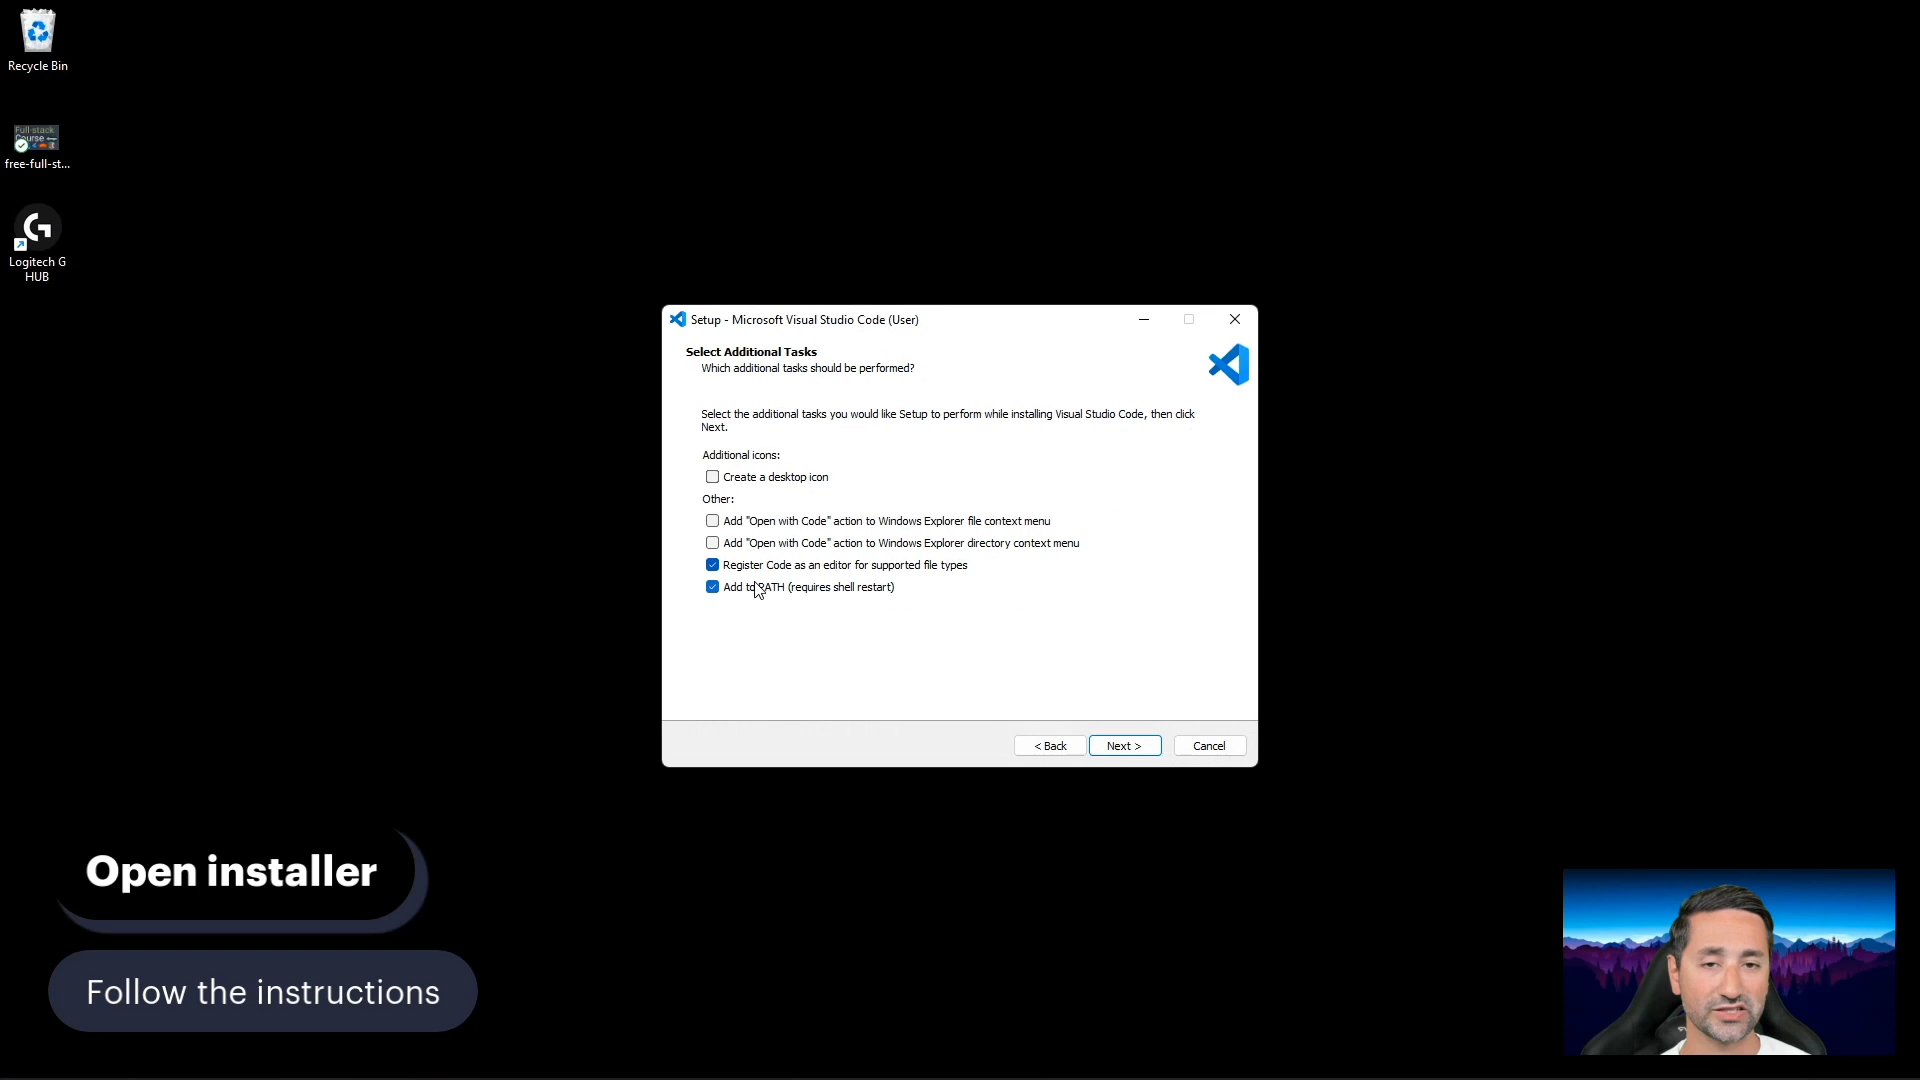 Recycle Bin
Full-stack
Course
free-full-st...
Logitech G
HUB
Setup - Microsoft Visual Studio Code (User)
Select Additional Tasks
Which additional tasks should be performed?
Select the additional tasks you would like Setup to perform while installing Visual Studio Code, then click
Next.
Additional icons:
Create a desktop icon
Other:
Add "Open with Code" action to Windows Explorer file context menu
Add "Open with Code" action to Windows Explorer directory context menu
Register Code as an editor for supported file types
Add to PATH (requires shell restart)
< Back
Next >
Cancel
Open installer
Follow the instructions